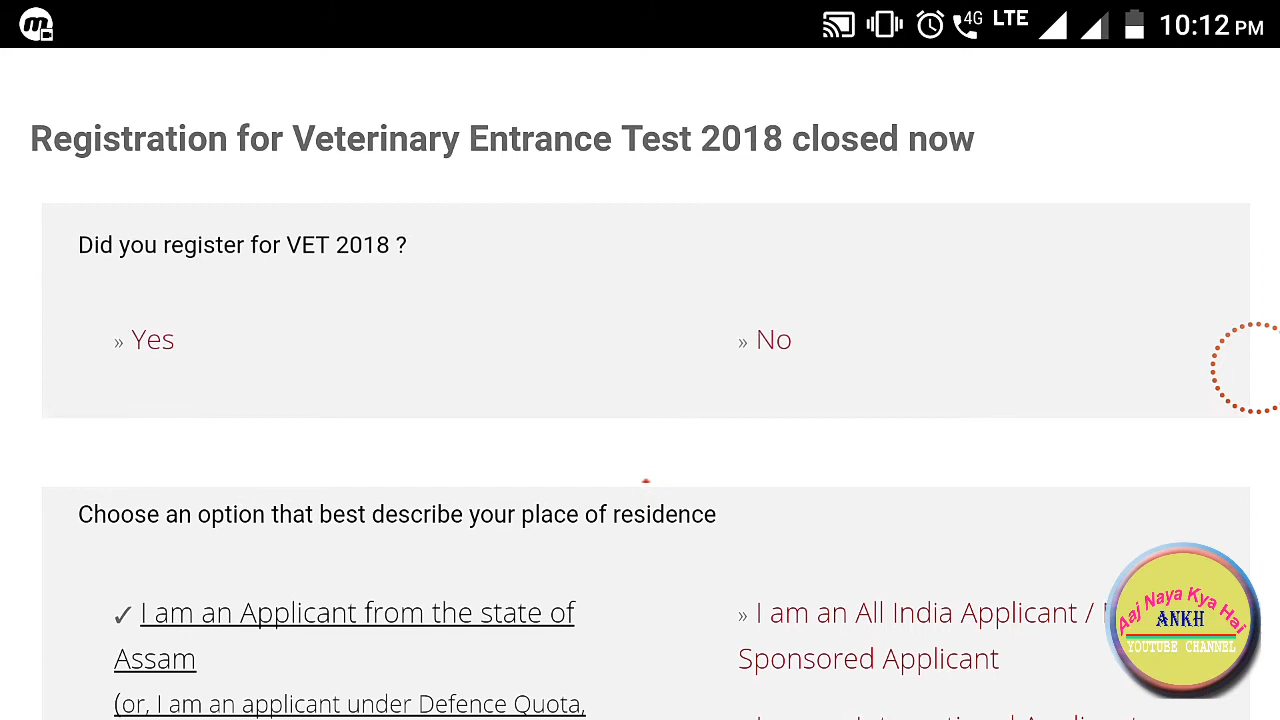 4G LTE 10:12 PM
Registration for Veterinary Entrance Test 2018 closed now
Did you register for VET 2018 ?
» Yes
» No
Choose an option that best describe your place of residence
✓ I am an Applicant from the state of
Assam
(or, I am an applicant under Defence Quota,
» I am an All India Applicant /
Sponsored Applicant
Aaj Naya Kya Hai
ANKH
YOUTUBE CHANNEL